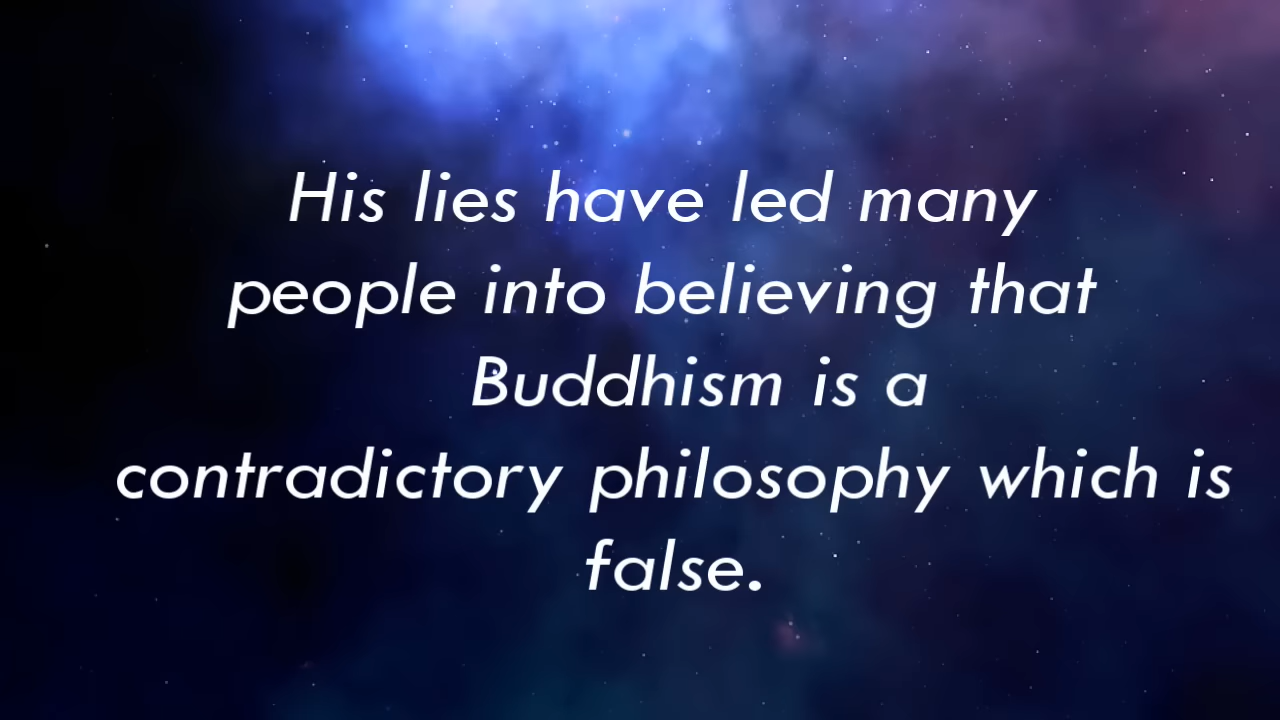 His lies have led many
people into believing that
Buddhism is a
contradictory philosophy which is
false.